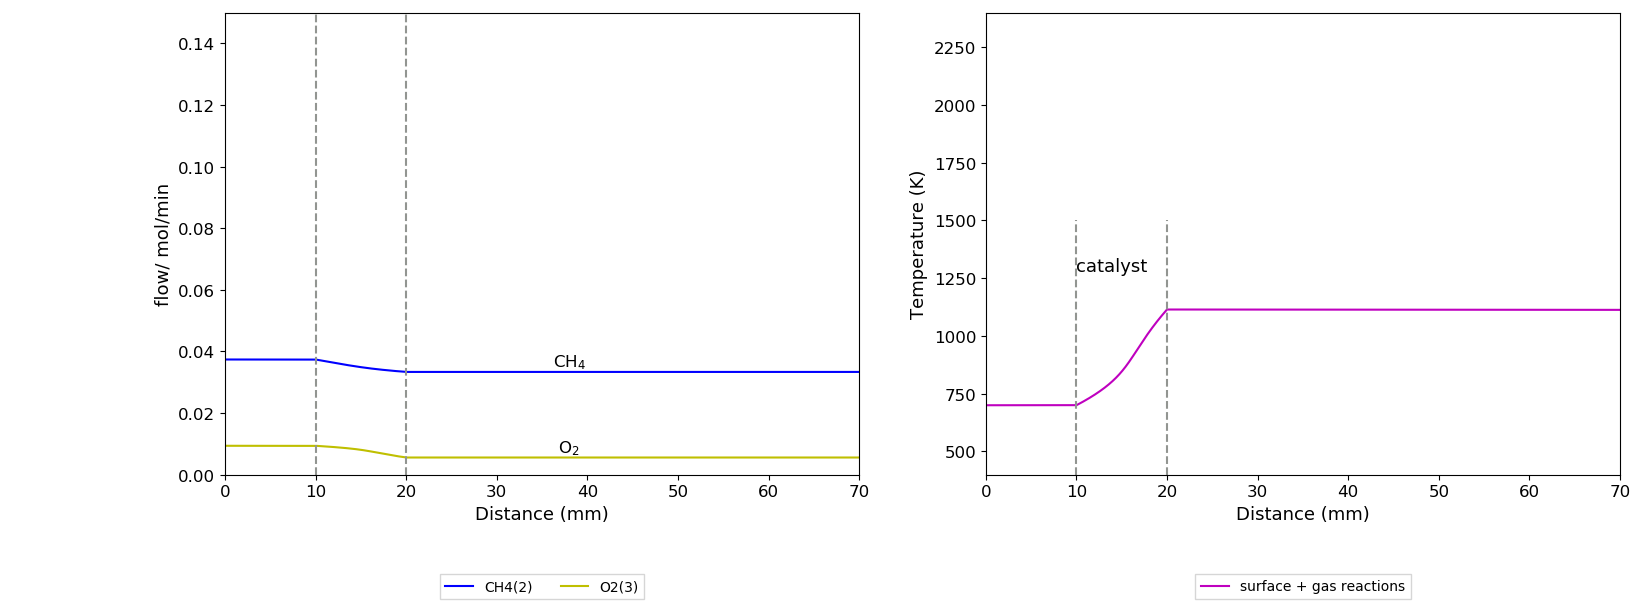 0.14
0.12
0.10
0.08
0.06
0.04
0.02
0.00
flow/ mol/min
CH₄
O₂
0 10 20 30 40 50 60 70
Distance (mm)
CH4(2) O2(3)
2250
2000
1750
1500
1250
1000
750
500
Temperature (K)
catalyst
0 10 20 30 40 50 60 70
Distance (mm)
surface + gas reactions